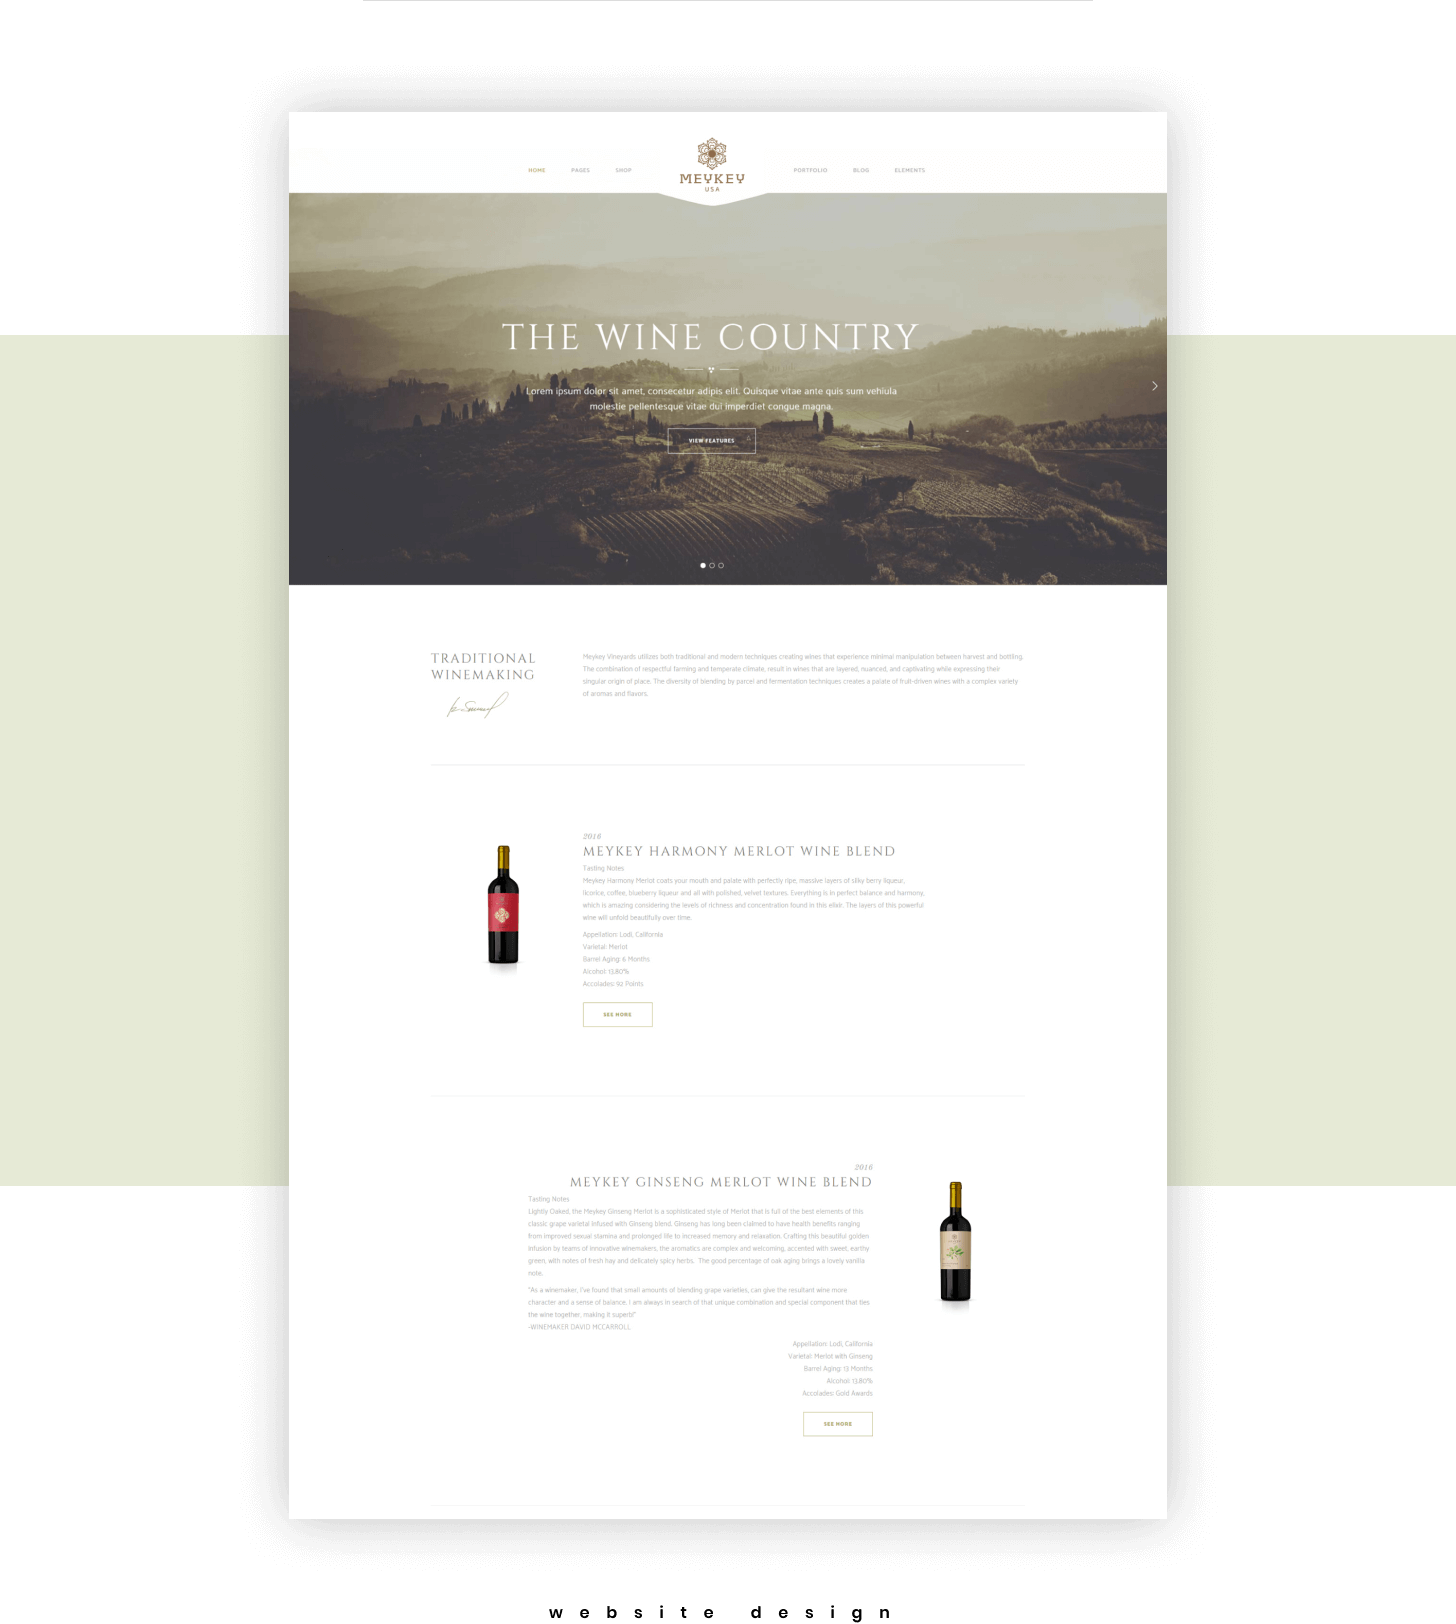 HOME PAGES SHOP
MEYKEY
USA
PORTFOLIO BLOG ELEMENTS
THE WINE COUNTRY
Lorem ipsum dolor sit amet, consecetur adipis elit. Quisque vitae ante quis sum vehiula
molestie pellentesque vitae dui imperdiet congue magna.
VIEW FEATURES
TRADITIONAL
WINEMAKING
Meykey Vineyards utilizes both traditional and modern techniques creating wines that experience minimal manipulation between harvest and bottling.
The combination of respectful farming and temperate climate, result in wines that are layered, nuanced, and captivating while expressing their
singular origin of place. The diversity of blending by parcel and fermentation techniques creates a palate of fruit-driven wines with a complex variety
of aromas and flavors.
2016
MEYKEY HARMONY MERLOT WINE BLEND
Tasting Notes
Meykey Harmony Merlot coats your mouth and palate with perfectly ripe, massive layers of silky berry liqueur,
licorice, coffee, blueberry liqueur and all with polished, velvet textures. Everything is in perfect balance and harmony,
which is amazing considering the levels of richness and concentration found in this elixir. The layers of this powerful
wine will unfold beautifully over time.
Appellation: Lodi, California
Varietal: Merlot
Barrel Aging: 6 Months
Alcohol: 13,80%
Accolades: 92 Points
SEE MORE
2016
MEYKEY GINSENG MERLOT WINE BLEND
Tasting Notes
Lightly Oaked, the Meykey Ginseng Merlot is a sophisticated style of Merlot that is full of the best elements of this
classic grape varietal infused with Ginseng blend. Ginseng has long been claimed to have health benefits ranging
from improved sexual stamina and prolonged life to increased memory and relaxation. Crafting this beautiful golden
infusion by teams of innovative winemakers, the aromatics are complex and welcoming, accented with sweet, earthy
green, with notes of fresh hay and delicately spicy herbs. The good percentage of oak aging brings a lovely vanilla
note.
"As a winemaker, I've found that small amounts of blending grape varieties, can give the resultant wine more
character and a sense of balance. I am always in search of that unique combination and special component that ties
the wine together, making it superb!"
-WINEMAKER DAVID MCCARROLL
Appellation: Lodi, California
Varietal: Merlot with Ginseng
Barrel Aging: 13 Months
Alcohol: 13,80%
Accolades: Gold Awards
SEE MORE
website design